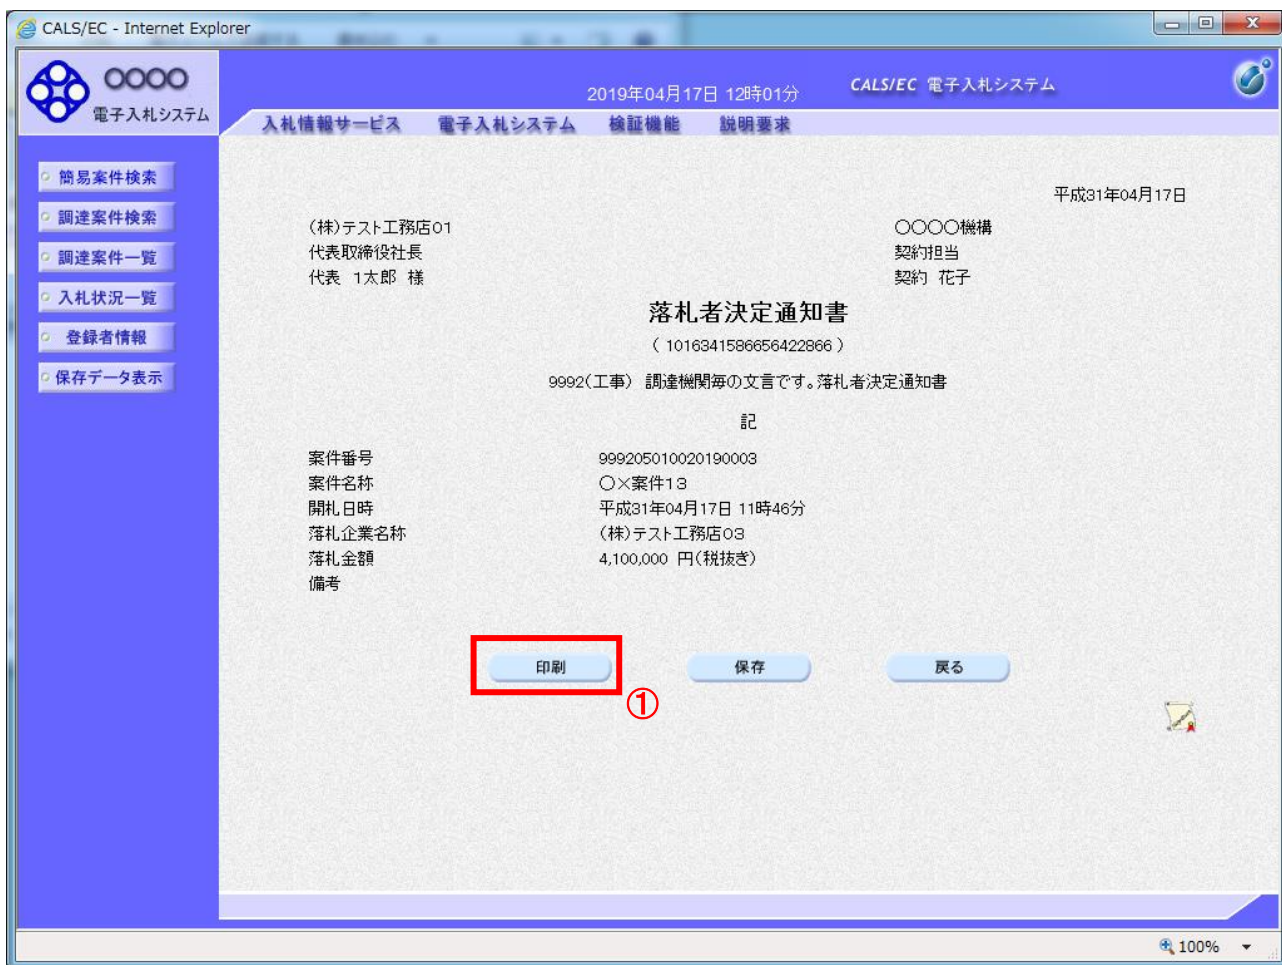 CALS/EC - Internet Explorer
〇〇〇〇
電子入札システム
2019年04月17日 12時01分
CALS/EC 電子入札システム
入札情報サービス 電子入札システム 検証機能 説明要求
簡易案件検索
調達案件検索
調達案件一覧
入札状況一覧
登録者情報
保存データ表示
平成31年04月17日
(株)テスト工務店01
代表取締役社長
代表 1太郎 様
〇〇〇〇機構
契約担当
契約 花子
落札者決定通知書
( 1016341586656422866 )
9992(工事) 調達機関毎の文言です。落札者決定通知書
記
案件番号 999205010020190003
案件名称 〇×案件13
開札日時 平成31年04月17日 11時46分
落札企業名称 (株)テスト工務店03
落札金額 4,100,000 円(税抜き)
備考
印刷 保存 戻る
①
100%